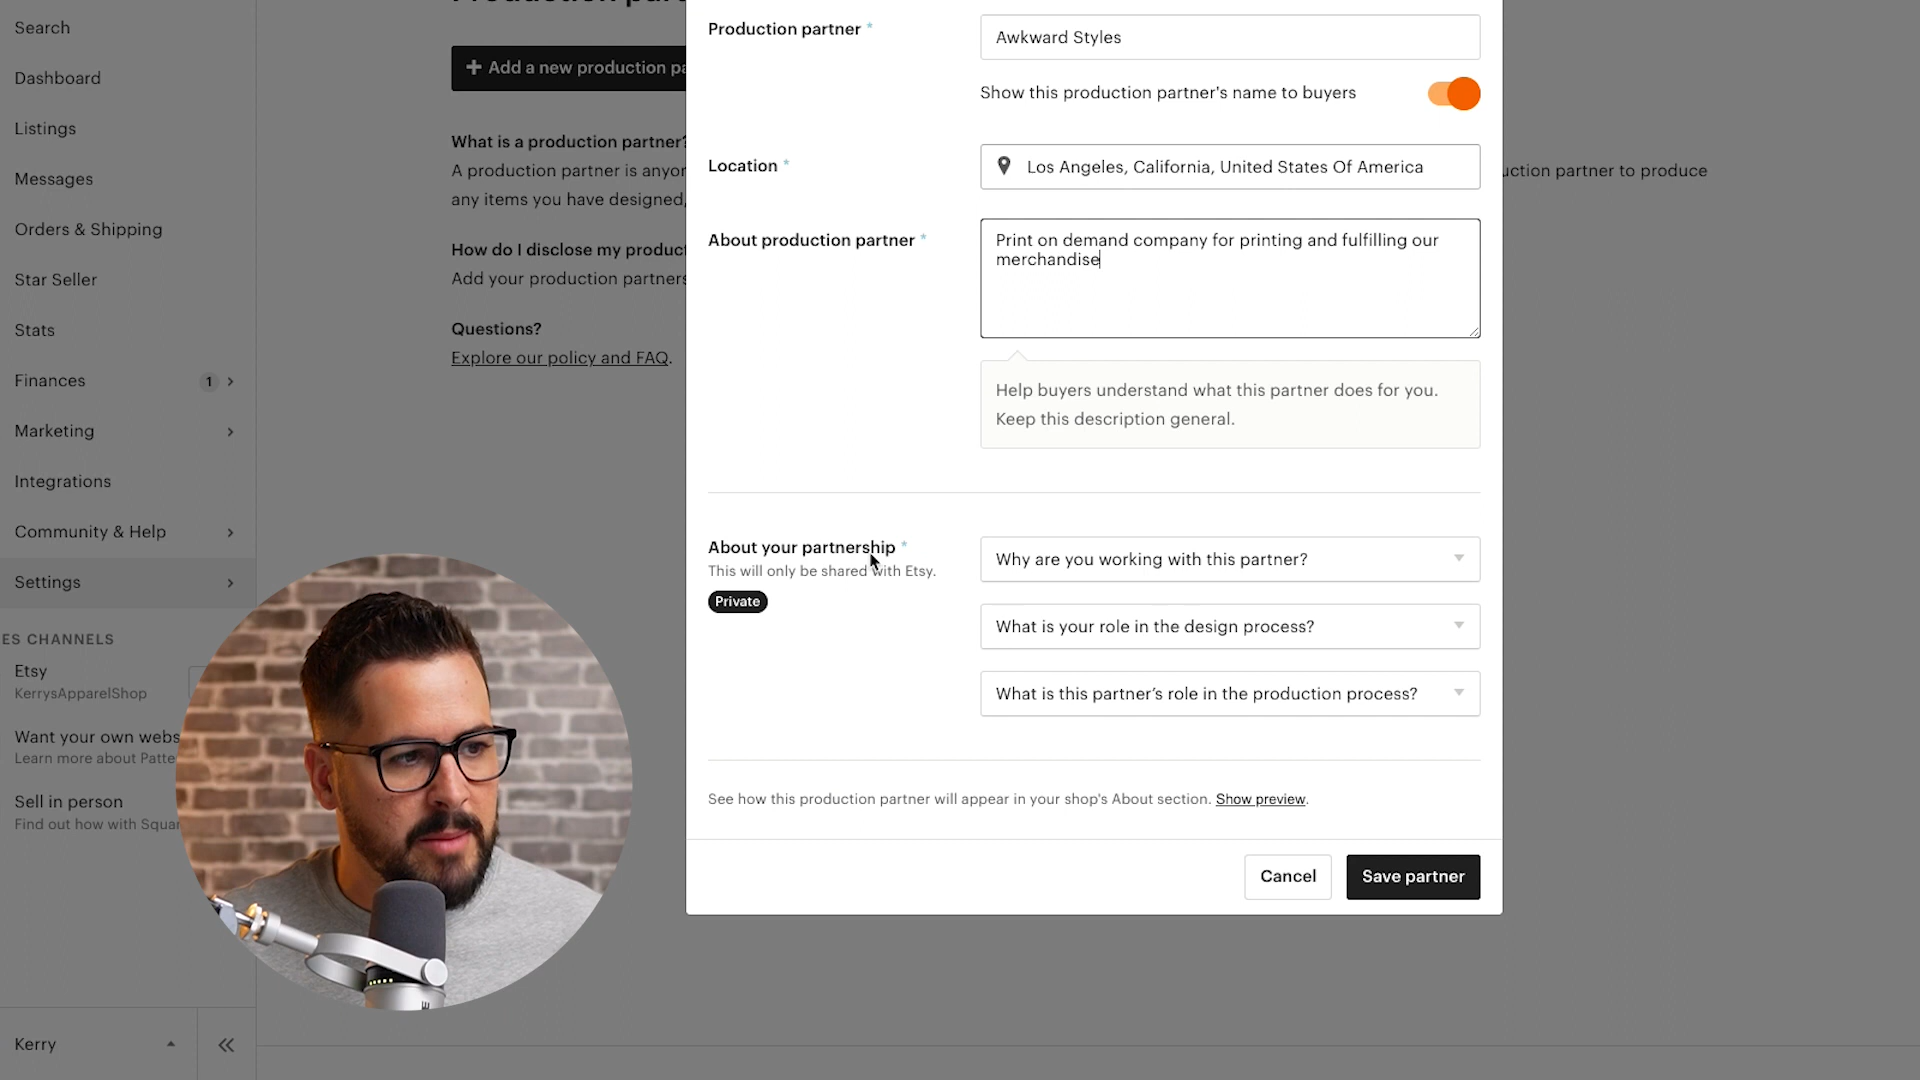 Search
Dashboard
Listings
Messages
Orders & Shipping
Star Seller
Stats
Finances 1
Marketing
Integrations
Community & Help
Settings
ES CHANNELS
Etsy
KerrysApparelShop
Want your own webs
Learn more about Patte
Sell in person
Find out how with Squar
Kerry
Add a new production pa
What is a production partner?
A production partner is anyon
uction partner to produce
any items you have designed,
How do I disclose my product
Add your production partners
Questions?
Explore our policy and FAQ.
Production partner *
Awkward Styles
Show this production partner's name to buyers
Location *
Los Angeles, California, United States Of America
About production partner *
Print on demand company for printing and fulfilling our
merchandise
Help buyers understand what this partner does for you.
Keep this description general.
About your partnership *
This will only be shared with Etsy.
Private
Why are you working with this partner?
What is your role in the design process?
What is this partner’s role in the production process?
See how this production partner will appear in your shop's About section. Show preview.
Cancel
Save partner